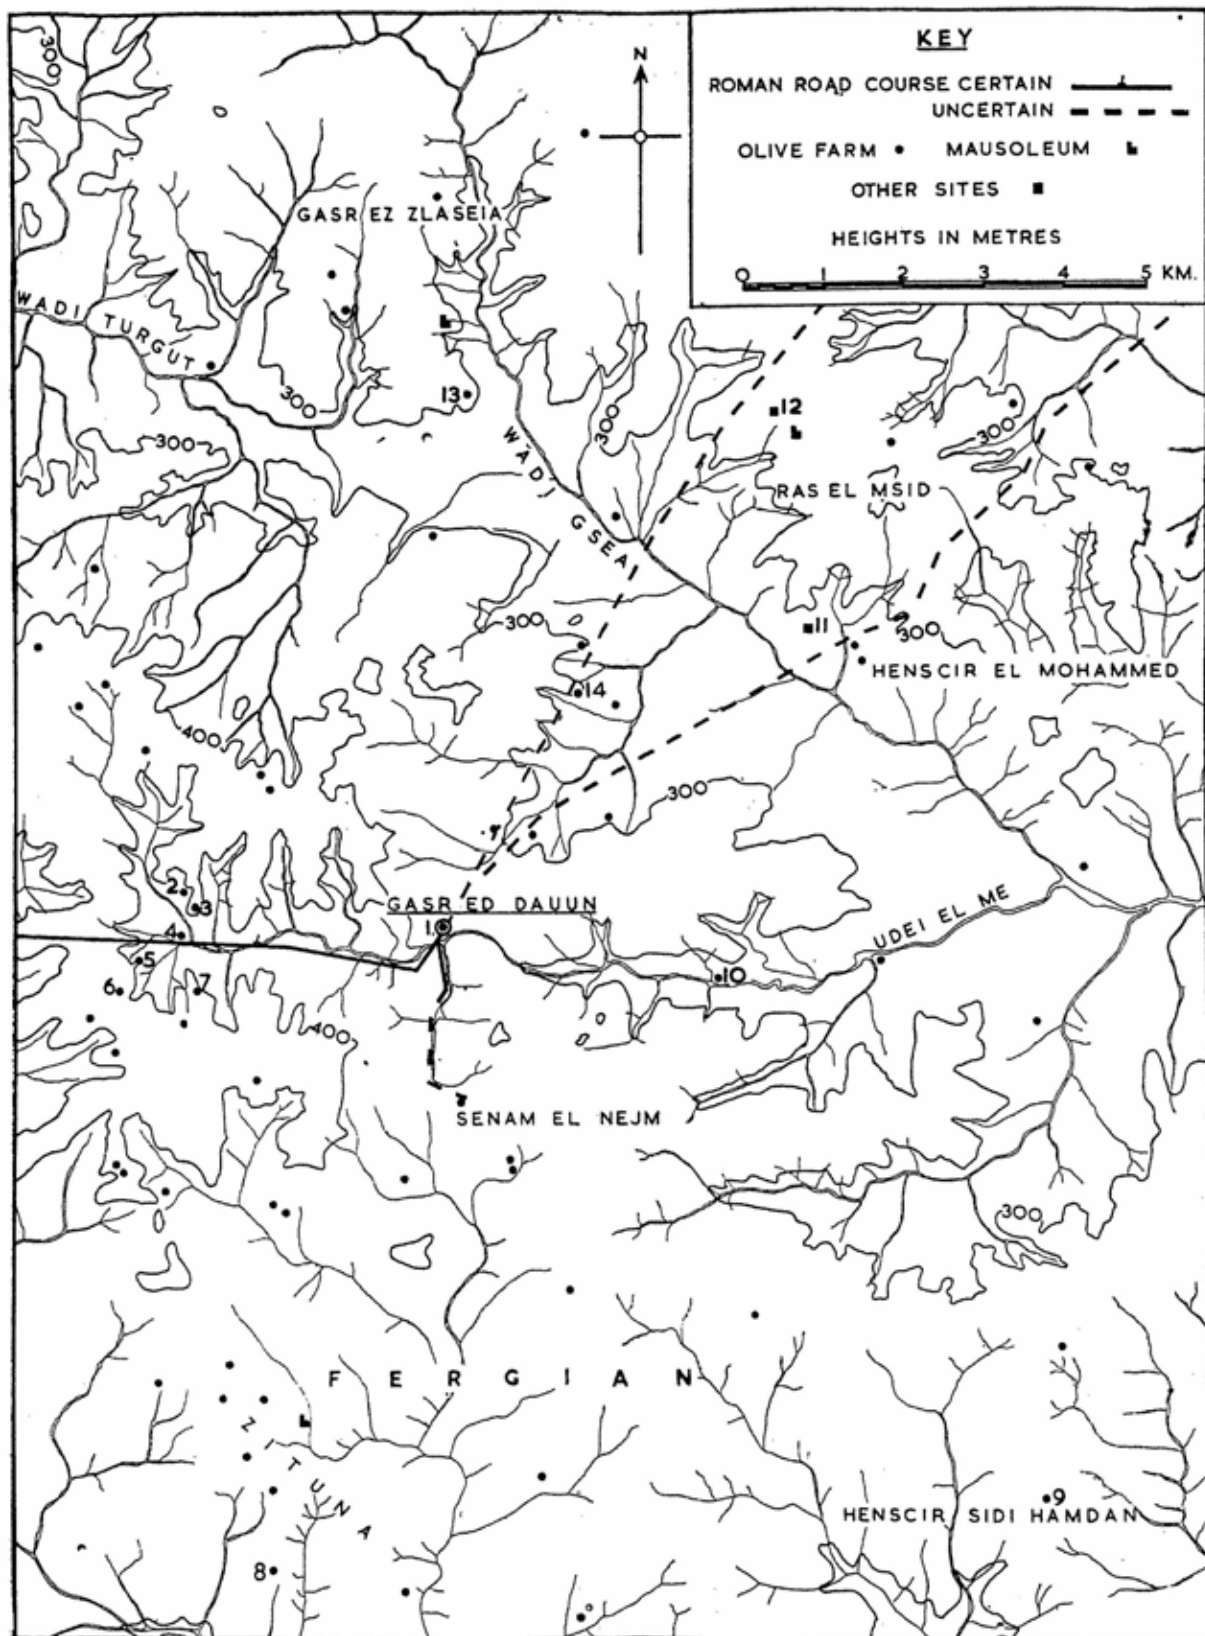 KEY
ROMAN ROAD COURSE CERTAIN
UNCERTAIN
OLIVE FARM MAUSOLEUM
OTHER SITES
HEIGHTS IN METRES
0 1 2 3 4 5 KM.
N
300
GASR EZ ZLASEIA
WADI TURGUT
300
13
12
300
300
300
WADI GSEA
RAS EL MSID
300
11
300
HENSCIR EL MOHAMMED
14
400
300
2
3
GASR ED DAUUN
1
4
UDEI EL ME
5
10
6
7
400
SENAM EL NEJM
300
FERGIAN
ZITUNA
9
HENSCIR SIDI HAMDAN
8